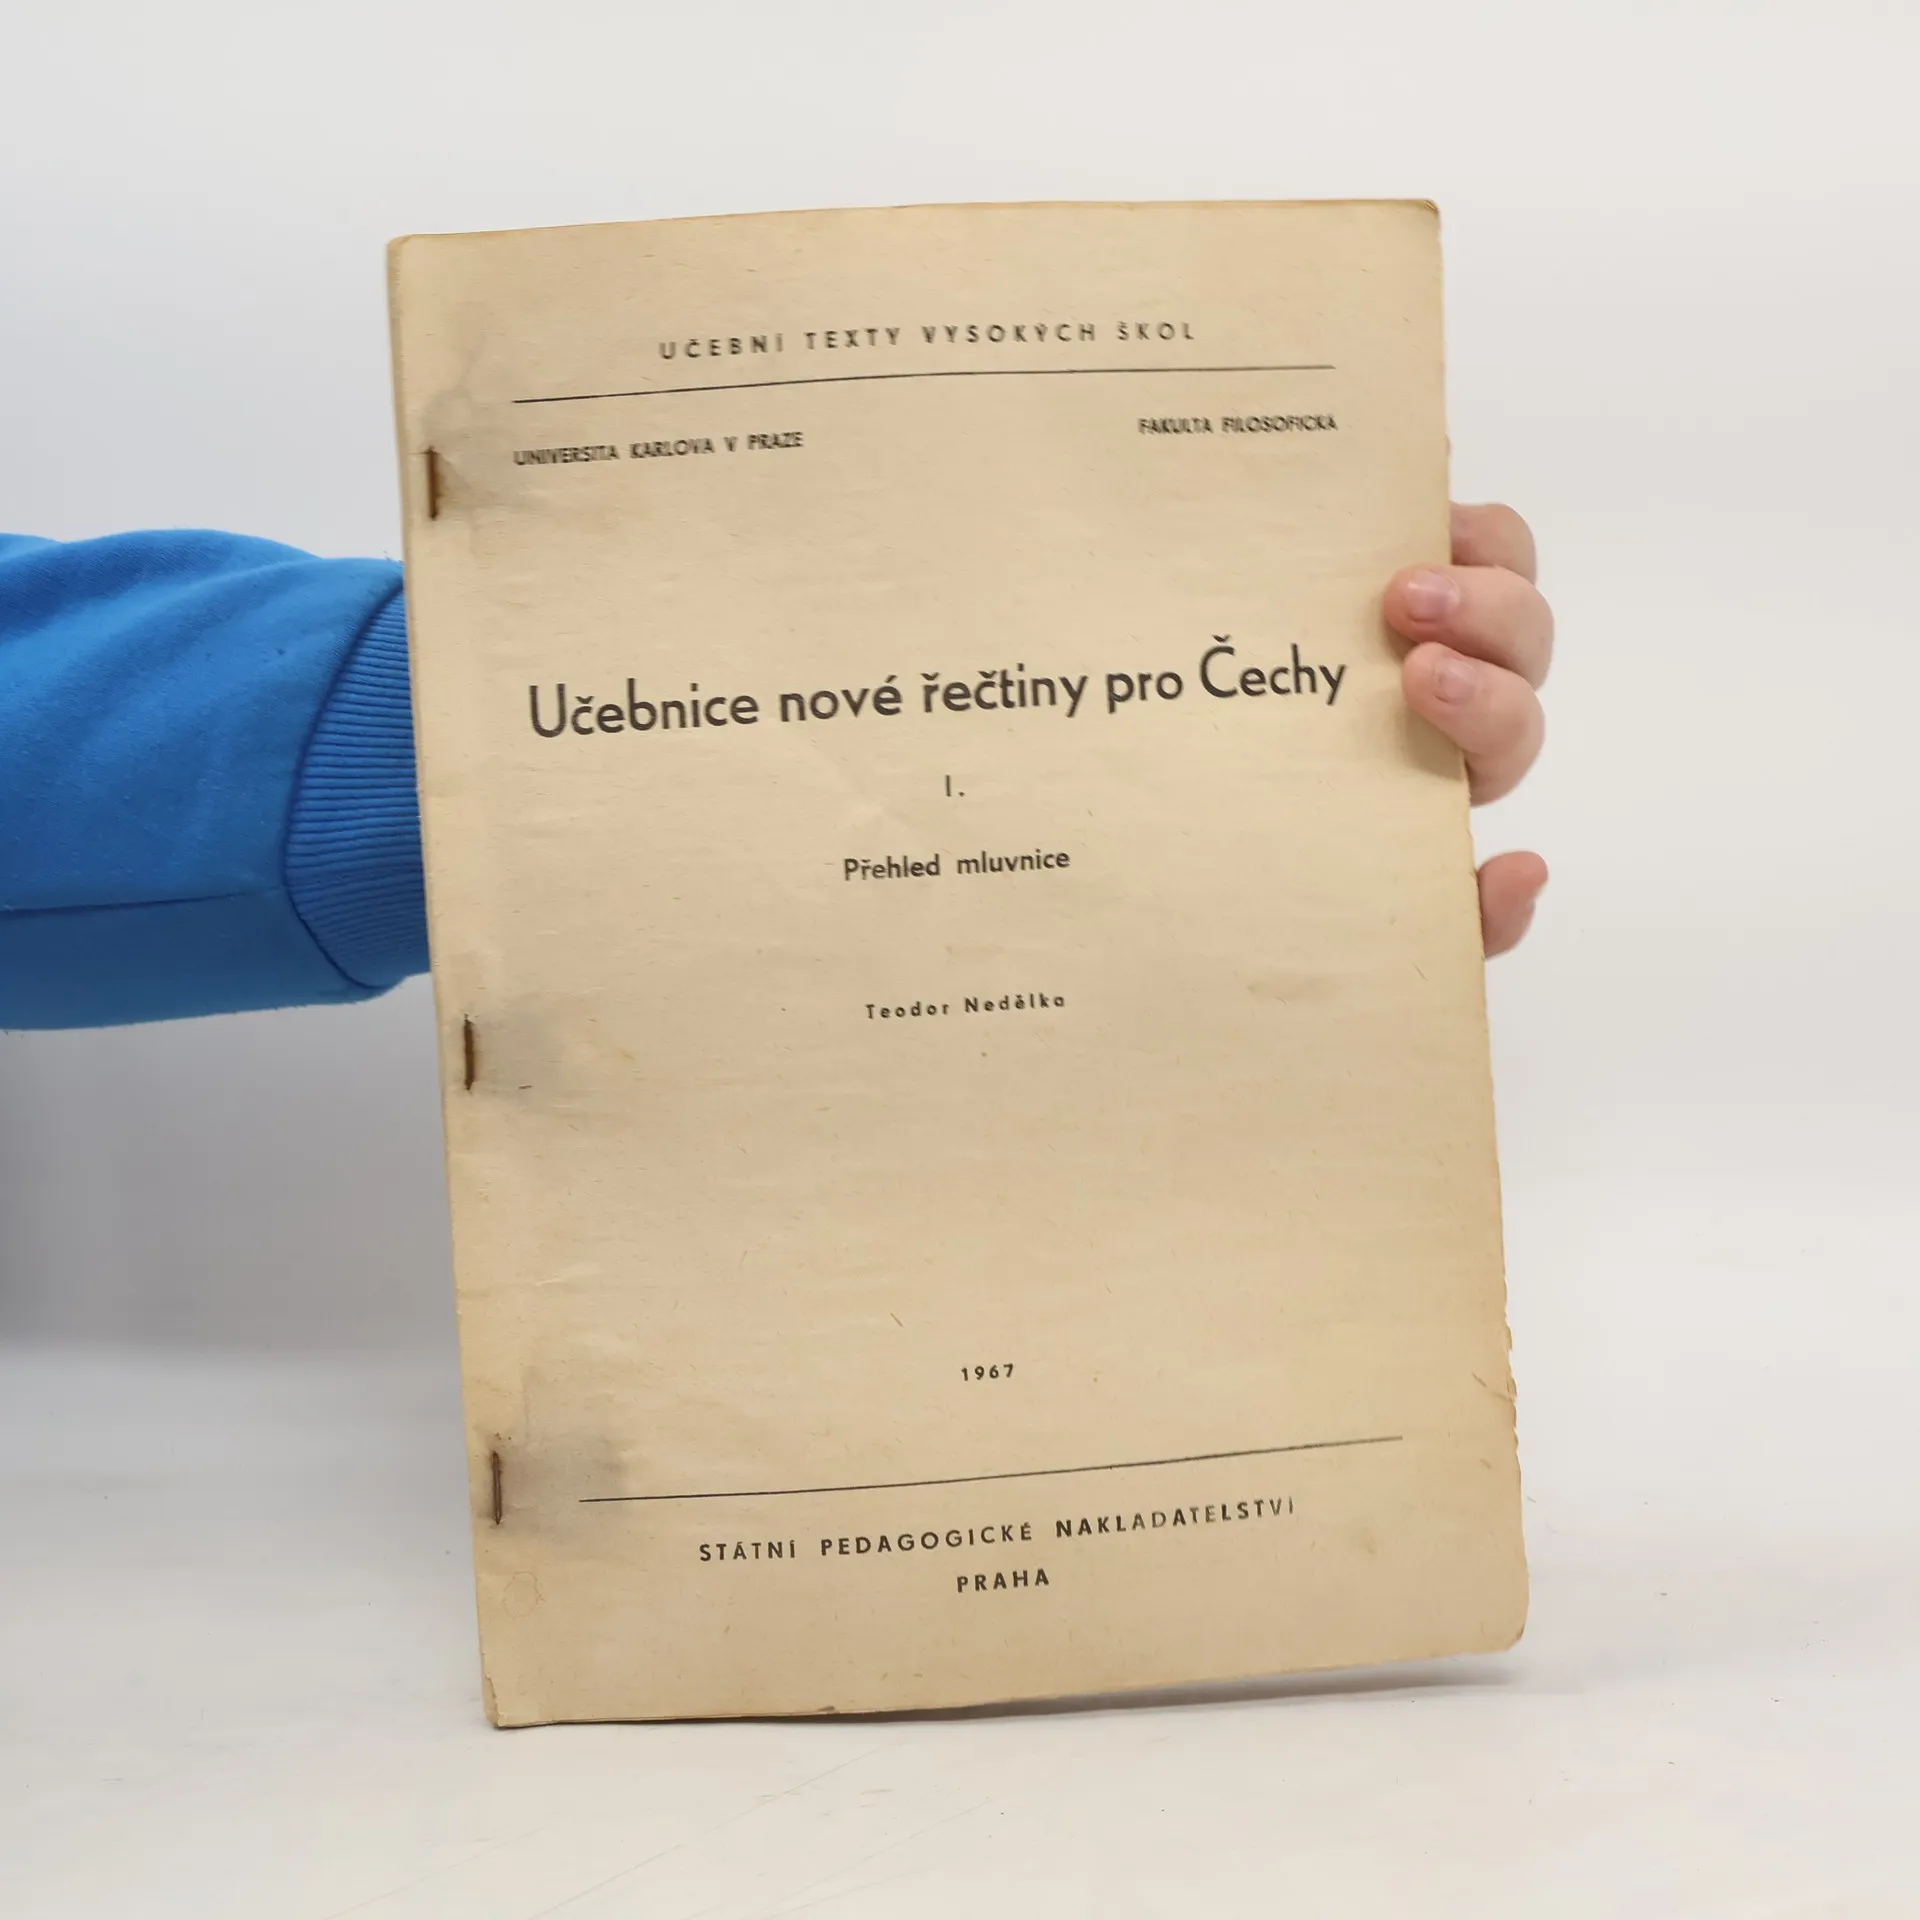 UČEBNÍ TEXTY VYSOKÝCH ŠKOL
UNIVERSITA KARLOVA V PRAZE
FAKULTA FILOSOFICKÁ
Učebnice nové řečtiny pro Čechy
I.
Přehled mluvnice
Teodor Nedělka
1967
STÁTNÍ PEDAGOGICKÉ NAKLADATELSTVÍ
PRAHA